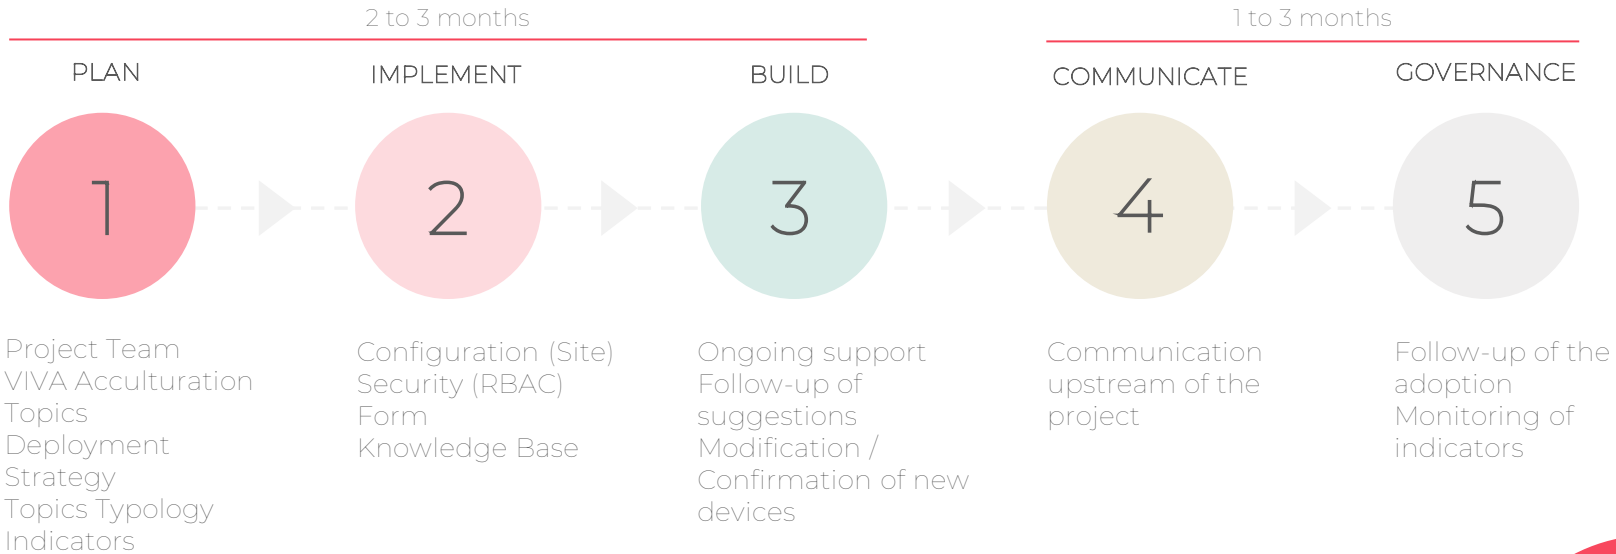 2 to 3 months
1 to 3 months
PLAN
IMPLEMENT
BUILD
COMMUNICATE
GOVERNANCE
1
2
3
4
5
Project Team
VIVA Acculturation
Topics
Deployment
Strategy
Topics Typology
Indicators
Configuration (Site)
Security (RBAC)
Form
Knowledge Base
Ongoing support
Follow-up of
suggestions
Modification /
Confirmation of new
devices
Communication
upstream of the
project
Follow-up of the
adoption
Monitoring of
indicators